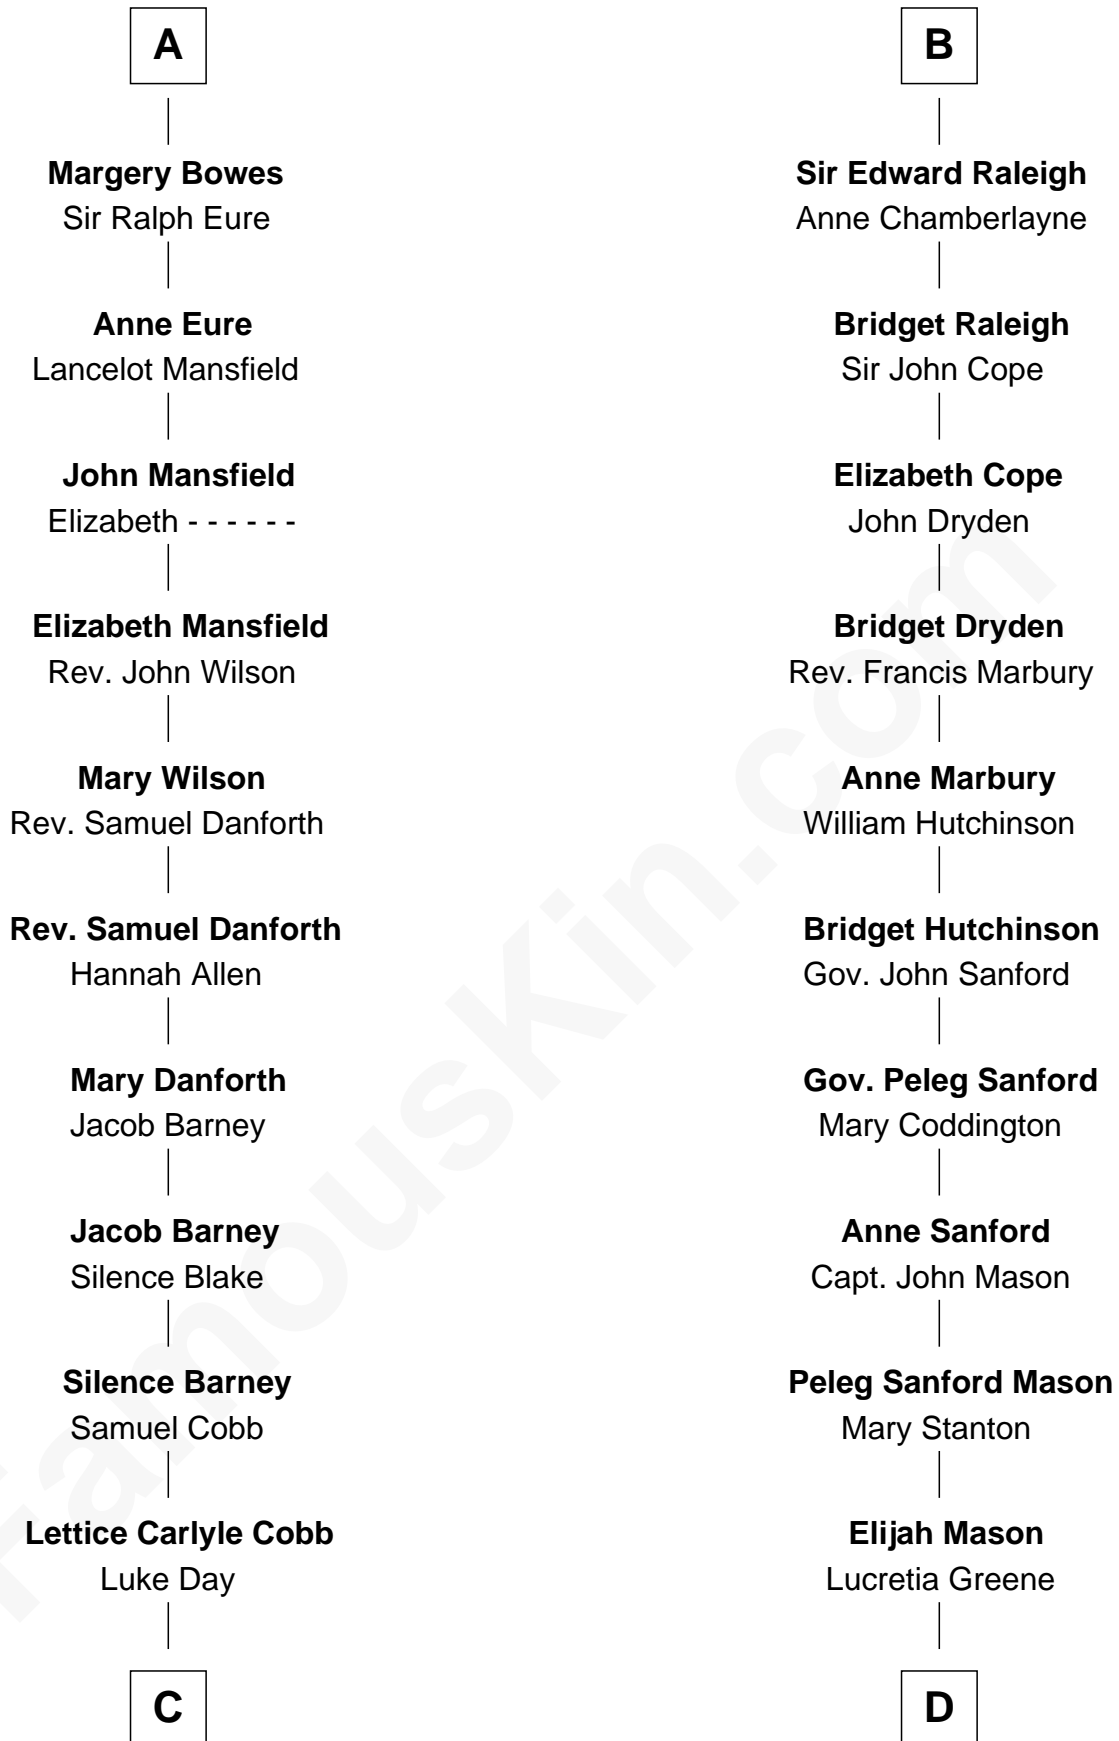 A
Margery Bowes
Sir Ralph Eure
Anne Eure
Lancelot Mansfield
John Mansfield
Elizabeth - - - - - -
Elizabeth Mansfield
Rev. John Wilson
Mary Wilson
Rev. Samuel Danforth
Rev. Samuel Danforth
Hannah Allen
Mary Danforth
Jacob Barney
Jacob Barney
Silence Blake
Silence Barney
Samuel Cobb
Lettice Carlyle Cobb
Luke Day
C
B
Sir Edward Raleigh
Anne Chamberlayne
Bridget Raleigh
Sir John Cope
Elizabeth Cope
John Dryden
Bridget Dryden
Rev. Francis Marbury
Anne Marbury
William Hutchinson
Bridget Hutchinson
Gov. John Sanford
Gov. Peleg Sanford
Mary Coddington
Anne Sanford
Capt. John Mason
Peleg Sanford Mason
Mary Stanton
Elijah Mason
Lucretia Greene
D
FamousKin.com